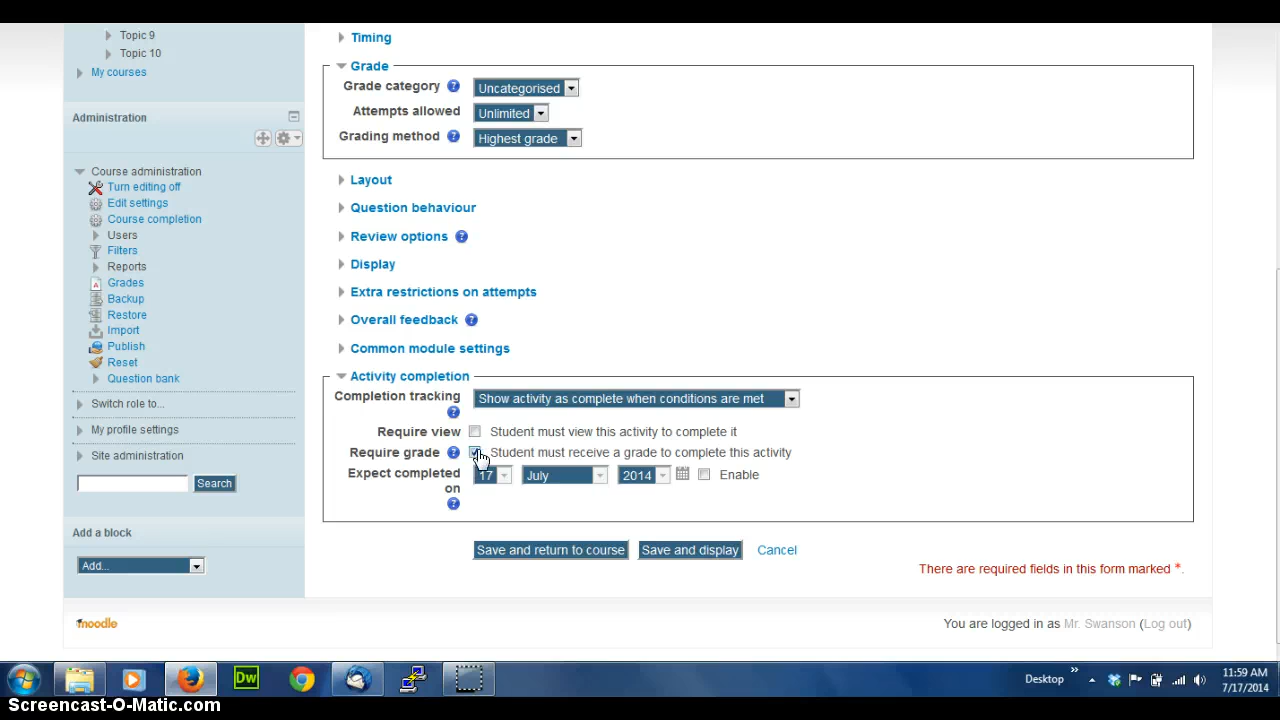 Topic 9
Topic 10
My courses
Administration
Course administration
Turn editing off
Edit settings
Course completion
Users
Filters
Reports
Grades
Backup
Restore
Import
Publish
Reset
Question bank
Switch role to...
My profile settings
Site administration
Search
Add a block
Add...
Timing
Grade
Grade category ? Uncategorised
Attempts allowed Unlimited
Grading method ? Highest grade
Layout
Question behaviour
Review options ?
Display
Extra restrictions on attempts
Overall feedback ?
Common module settings
Activity completion
Completion tracking Show activity as complete when conditions are met
?
Require view Student must view this activity to complete it
Require grade ? Student must receive a grade to complete this activity
Expect completed 17 July 2014 Enable
on
?
Save and return to course Save and display Cancel
There are required fields in this form marked *.
moodle
You are logged in as Mr. Swanson (Log out)
Dw
Desktop
»
11:59 AM
7/17/2014
Screencast-O-Matic.com